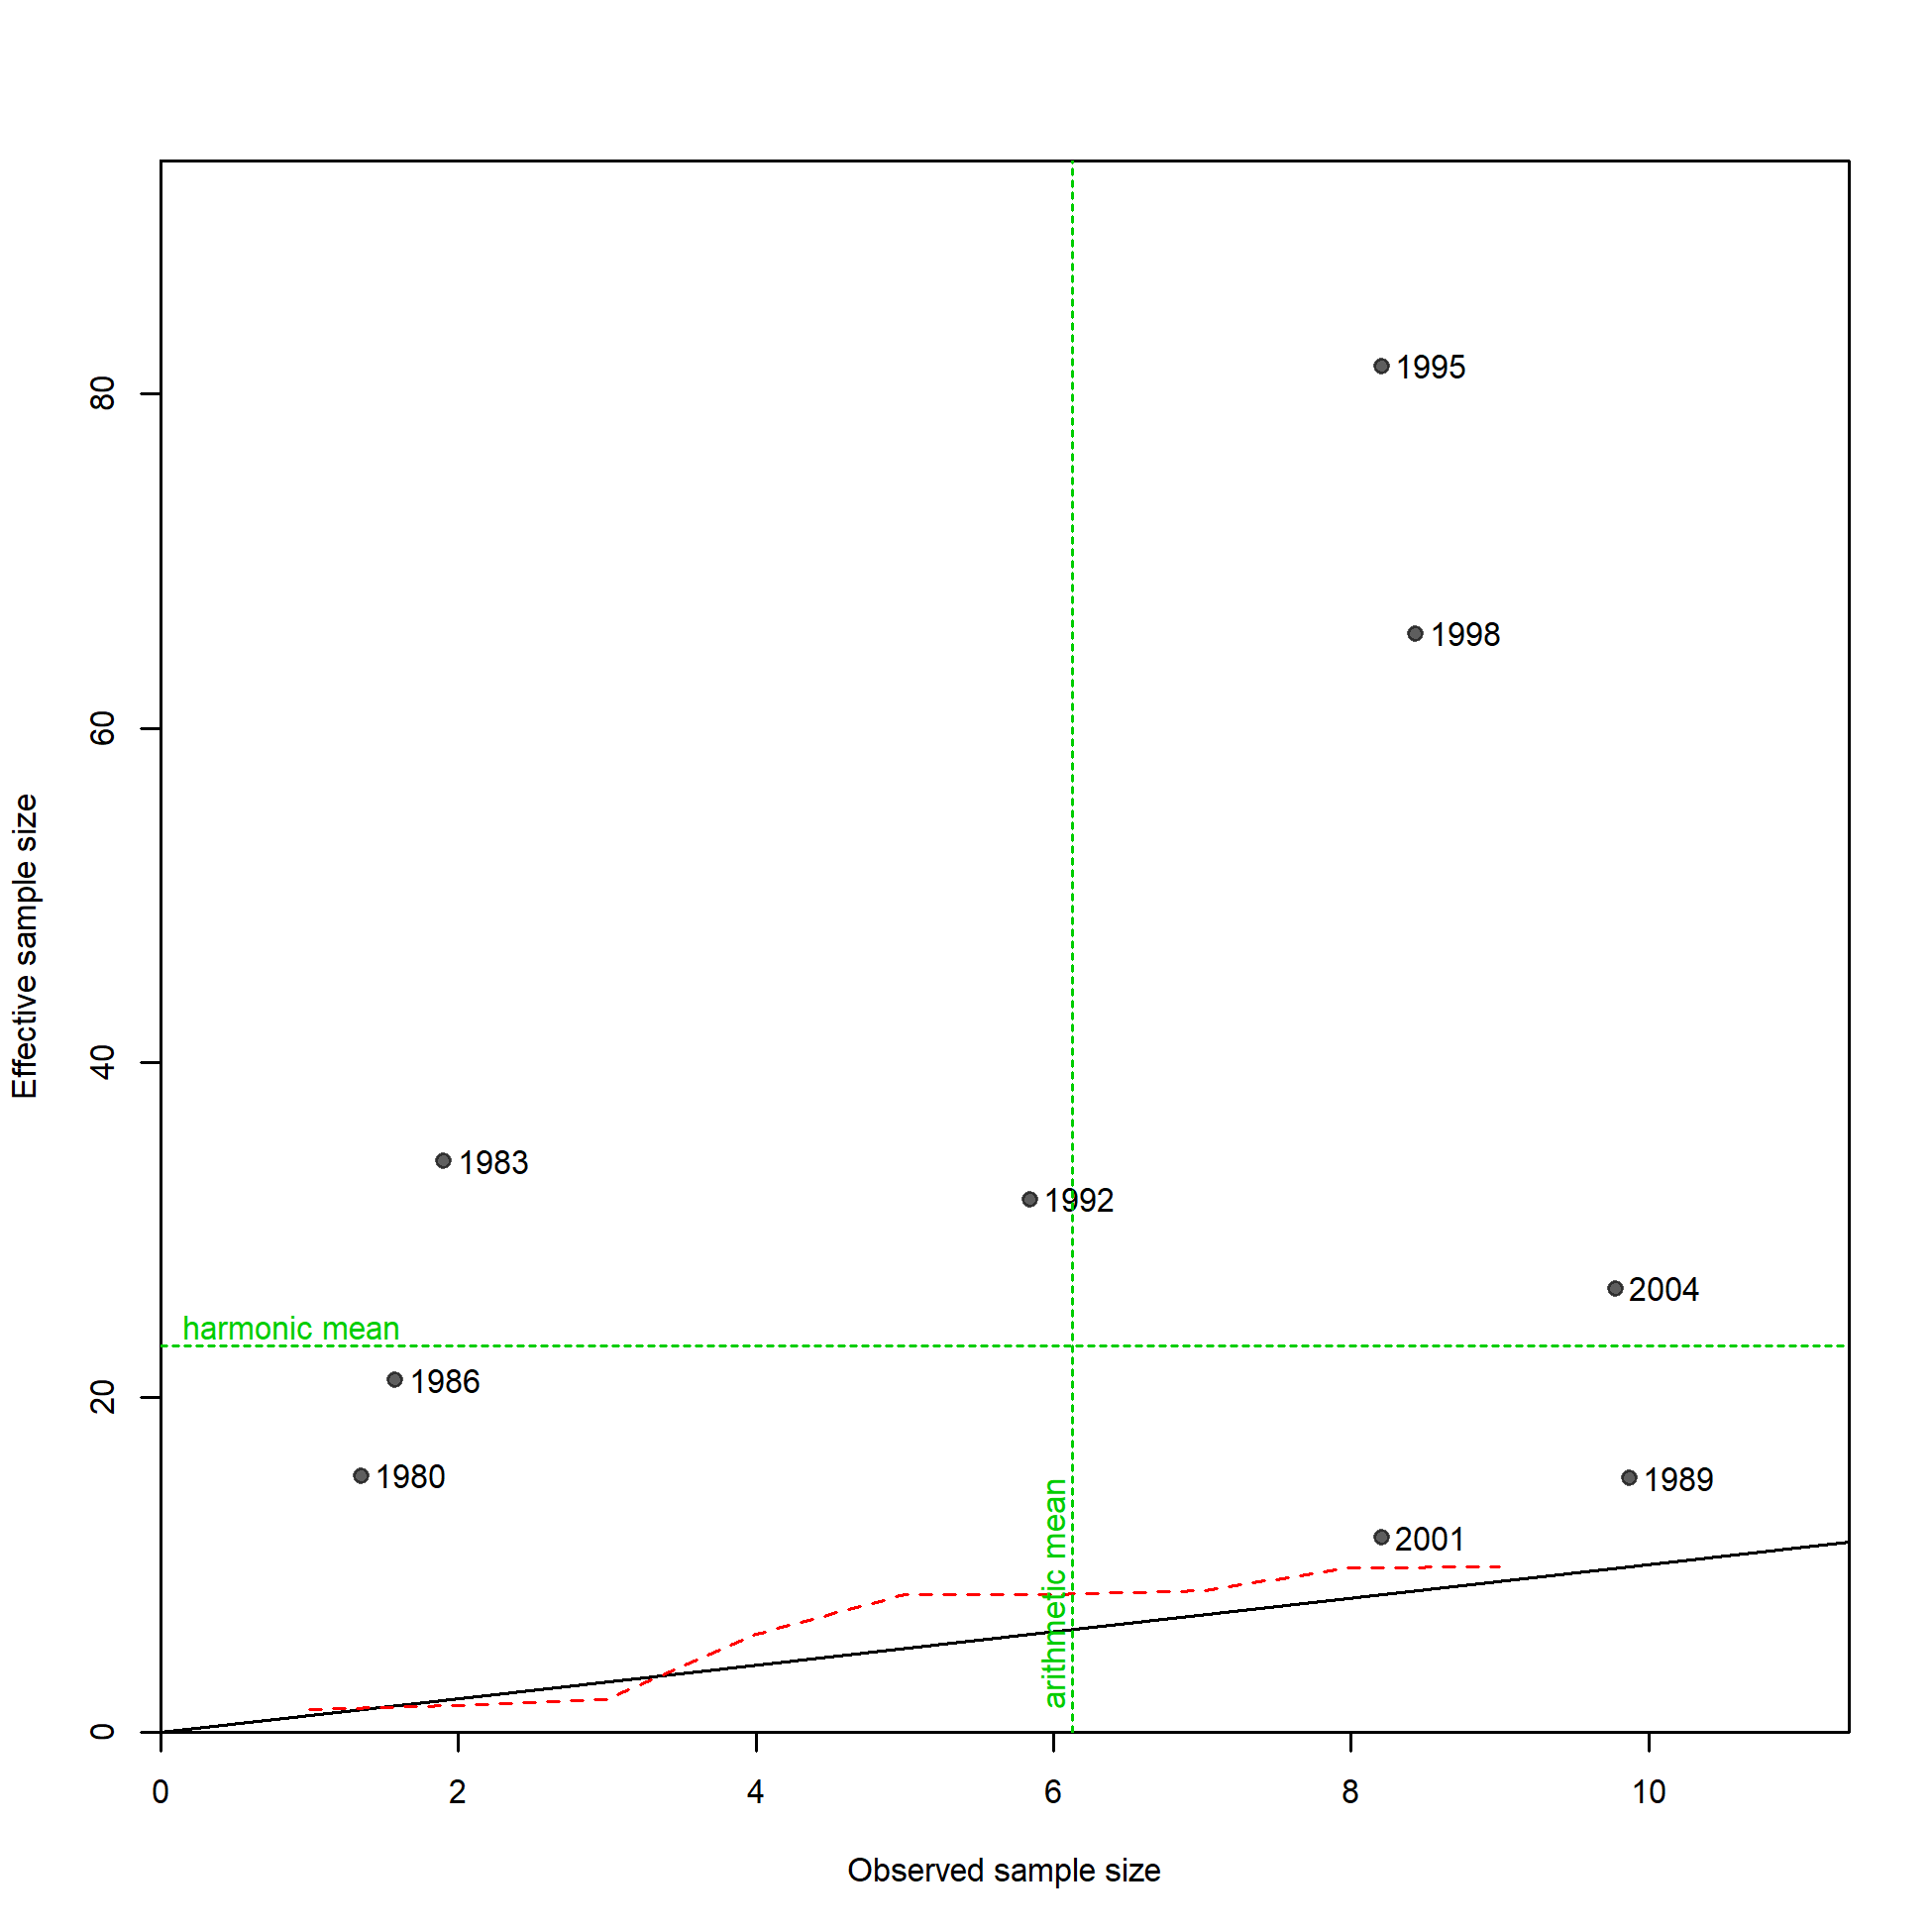 80
60
40
20
0
Effective sample size
1995
1998
1983
1992
2004
harmonic mean
1986
1980
1989
2001
arithmetic mean
0 2 4 6 8 10
Observed sample size